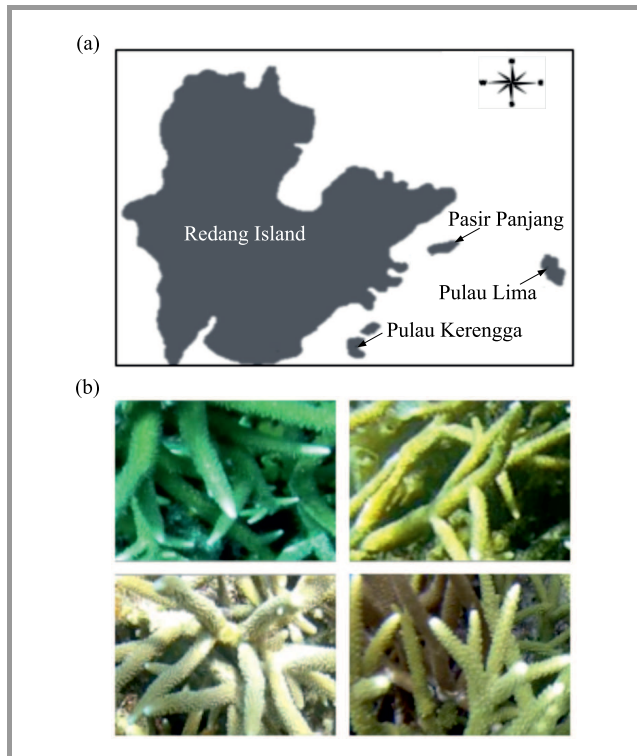 (a)
Redang Island
Pasir Panjang
Pulau Lima
Pulau Kerengga
(b)